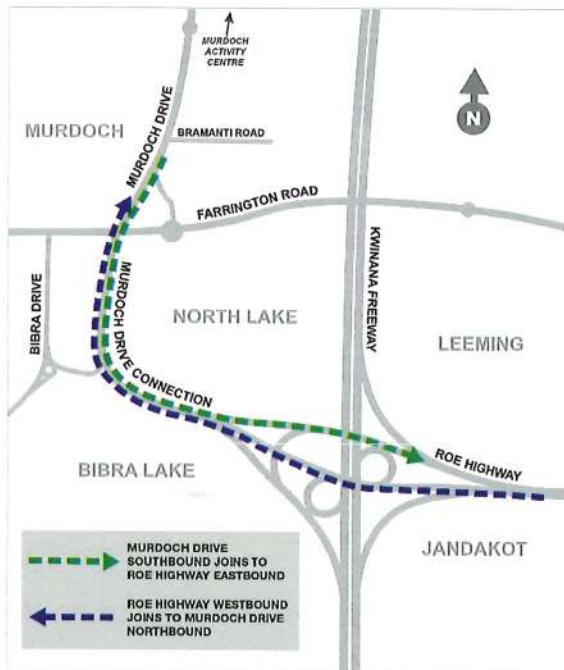 MURDOCH
ACTIVITY
CENTRE
MURDOCH
MURDOCH DRIVE
BRAMANTI ROAD
N
FARRINGTON ROAD
BIBRA DRIVE
MURDOCH DRIVE CONNECTION
NORTH LAKE
KWINANA FREEWAY
LEEMING
ROE HIGHWAY
BIBRA LAKE
JANDAKOT
MURDOCH DRIVE
SOUTHBOUND JOINS TO
ROE HIGHWAY EASTBOUND
ROE HIGHWAY WESTBOUND
JOINS TO MURDOCH DRIVE
NORTHBOUND